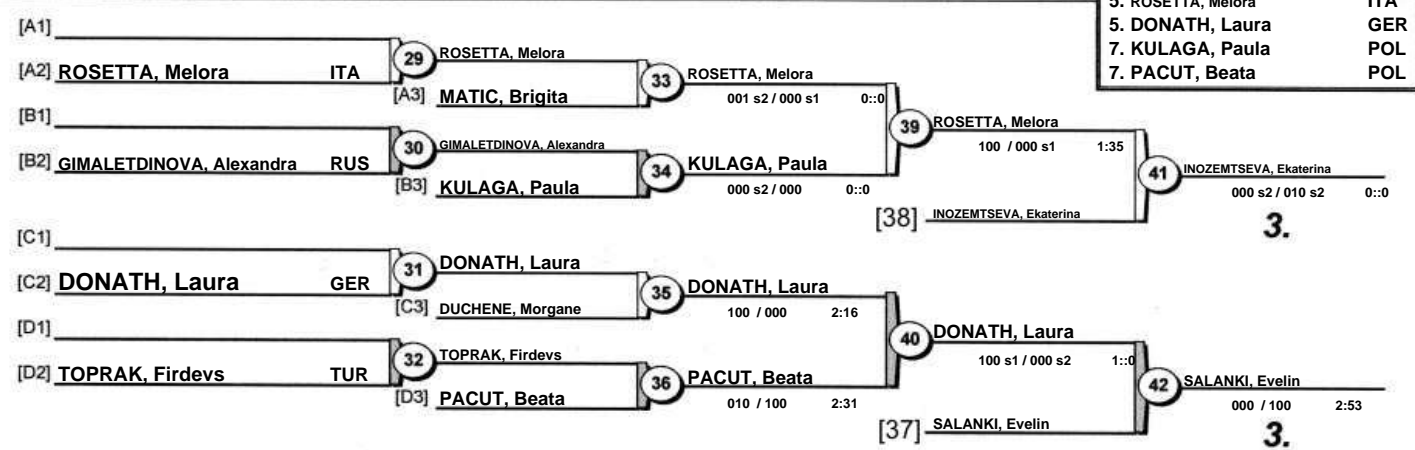 5. ROSETTA, Melora ITA
5. DONATH, Laura GER
7. KULAGA, Paula POL
7. PACUT, Beata POL
[A1]
[A2] ROSETTA, Melora ITA
29
ROSETTA, Melora
[A3] MATIC, Brigita
33
ROSETTA, Melora
001 s2 / 000 s1 0::0
[B1]
[B2] GIMALETDINOVA, Alexandra RUS
30
GIMALETDINOVA, Alexandra
[B3] KULAGA, Paula
34
KULAGA, Paula
000 s2 / 000 0::0
39
ROSETTA, Melora
100 / 000 s1 1:35
[38] INOZEMTSEVA, Ekaterina
41
INOZEMTSEVA, Ekaterina
000 s2 / 010 s2 0::0
3.
[C1]
[C2] DONATH, Laura GER
31
DONATH, Laura
[C3] DUCHENE, Morgane
35
DONATH, Laura
100 / 000 2:16
[D1]
[D2] TOPRAK, Firdevs TUR
32
TOPRAK, Firdevs
[D3] PACUT, Beata
36
PACUT, Beata
010 / 100 2:31
40
DONATH, Laura
100 s1 / 000 s2 1::0
[37] SALANKI, Evelin
42
SALANKI, Evelin
000 / 100 2:53
3.